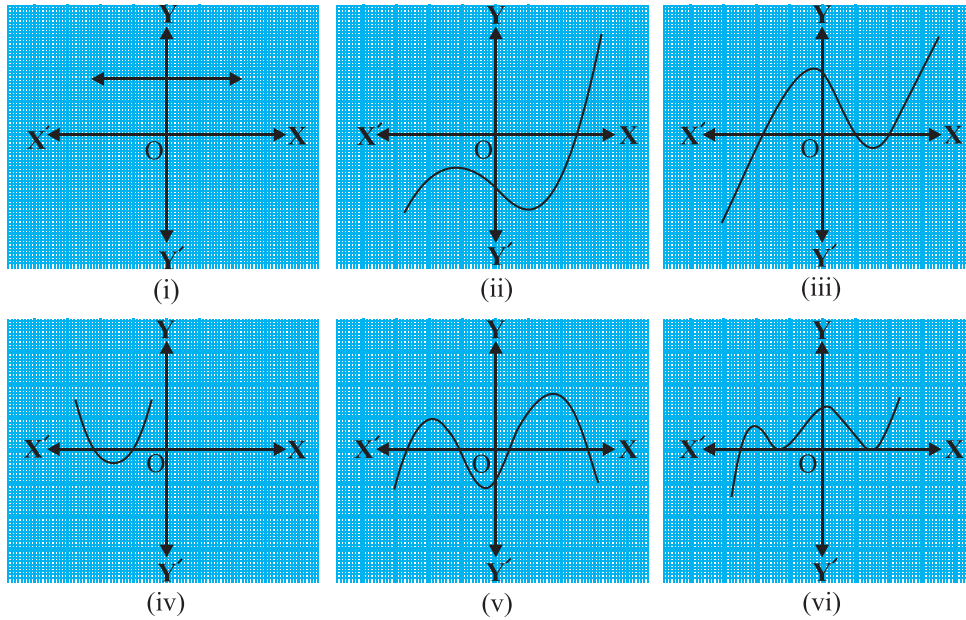 Y Y Y
X′ O X X′ O X X′ O X
Y′ Y′ Y′
(i) (ii) (iii)
Y Y Y
X′ O X X′ O X X′ O X
Y′ Y′ Y′
(iv) (v) (vi)